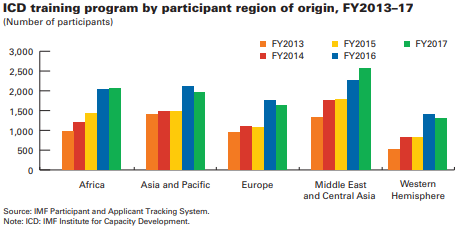 ICD training program by participant region of origin, FY2013–17
(Number of participants)
FY2013
FY2015
FY2017
FY2014
FY2016
3,000
2,500
2,000
1,500
1,000
500
0
Africa
Asia and Pacific
Europe
Middle East
and Central Asia
Western
Hemisphere
Source: IMF Participant and Applicant Tracking System.
Note: ICD: IMF Institute for Capacity Development.